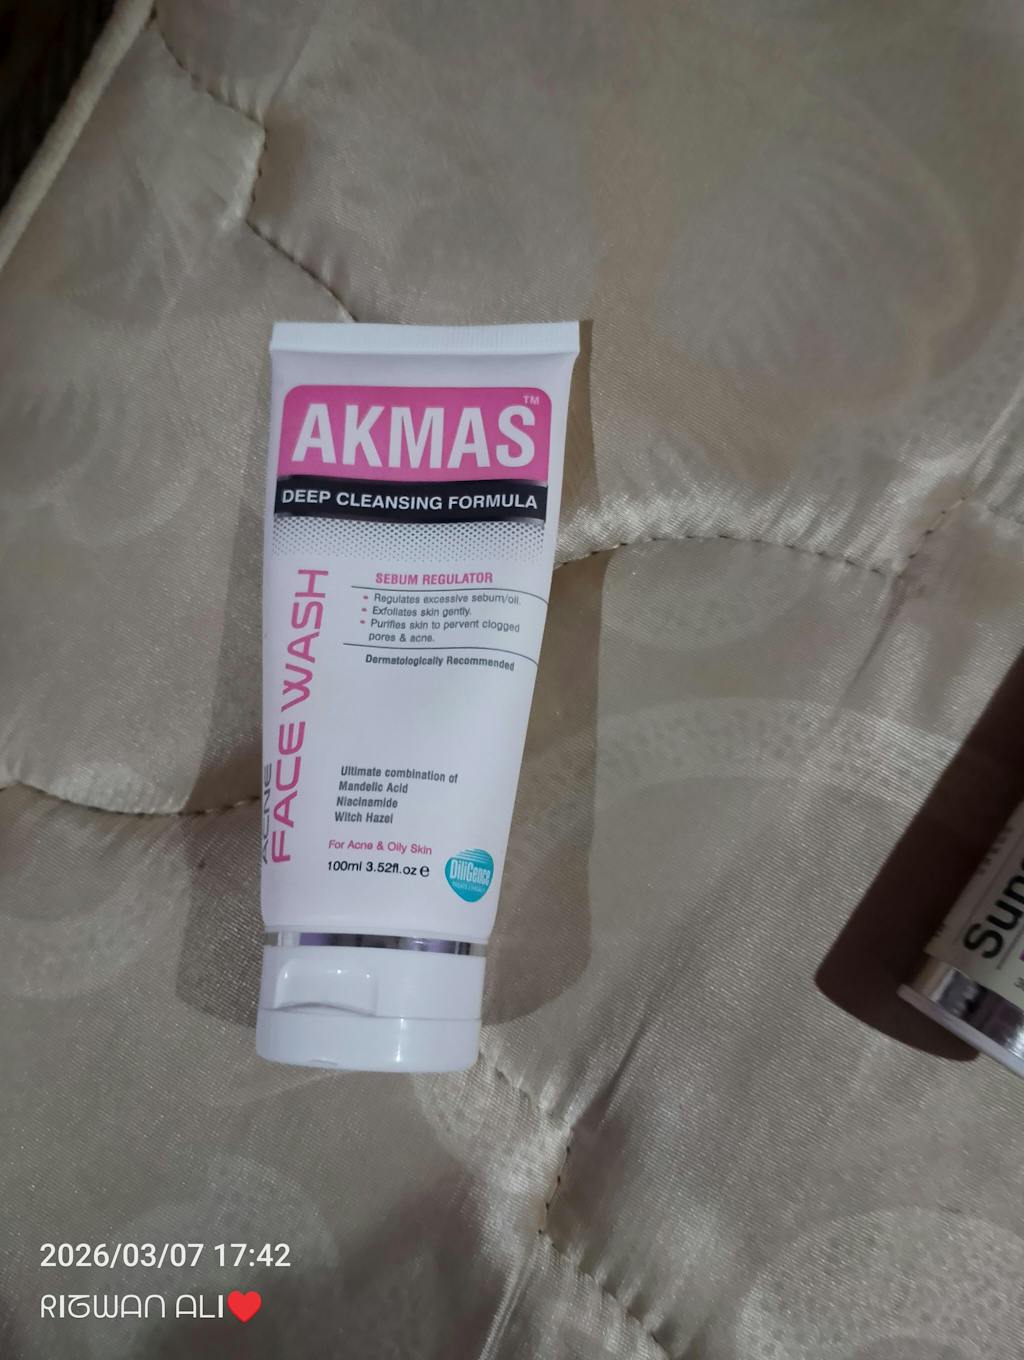 AKMAS™
DEEP CLEANSING FORMULA
SEBUM REGULATOR
• Regulates excessive sebum/oil.
• Exfoliates skin gently.
• Purifies skin to pervent clogged
pores & acne.
Dermatologically Recommended
ACNE
FACE WASH
Ultimate combination of
Mandelic Acid
Niacinamide
Witch Hazel
For Acne & Oily Skin
100ml 3.52fl.oz ℮
DiliGence
2026/03/07 17:42
RIZWAN ALI❤️